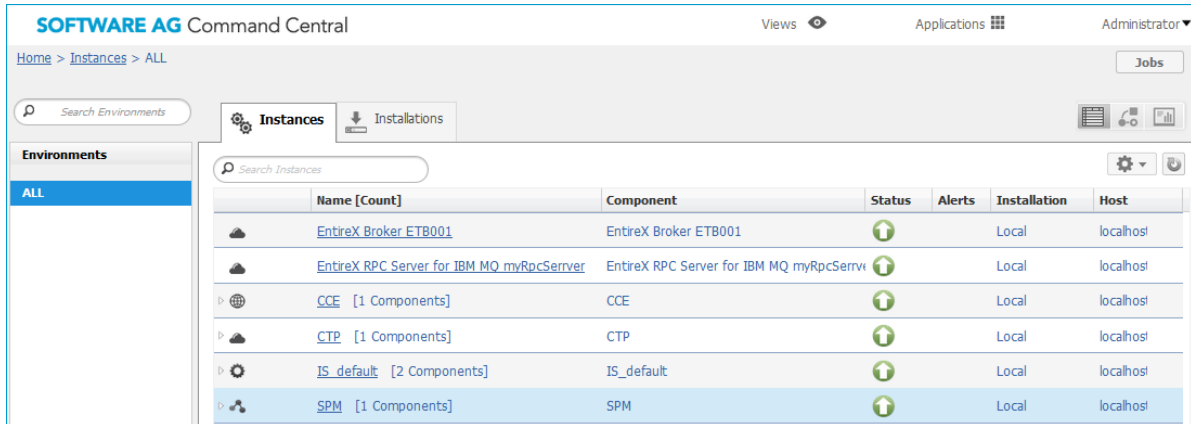 SOFTWARE AG Command Central Views Applications Administrator
Home > Instances > ALL Jobs
Search Environments Instances Installations
Environments Search Instances
ALL
Name [Count] Component Status Alerts Installation Host
EntireX Broker ETB001 EntireX Broker ETB001 Local localhost
EntireX RPC Server for IBM MQ myRpcSerrver EntireX RPC Server for IBM MQ myRpcSerrve Local localhost
CCE [1 Components] CCE Local localhost
CTP [1 Components] CTP Local localhost
IS_default [2 Components] IS_default Local localhost
SPM [1 Components] SPM Local localhost